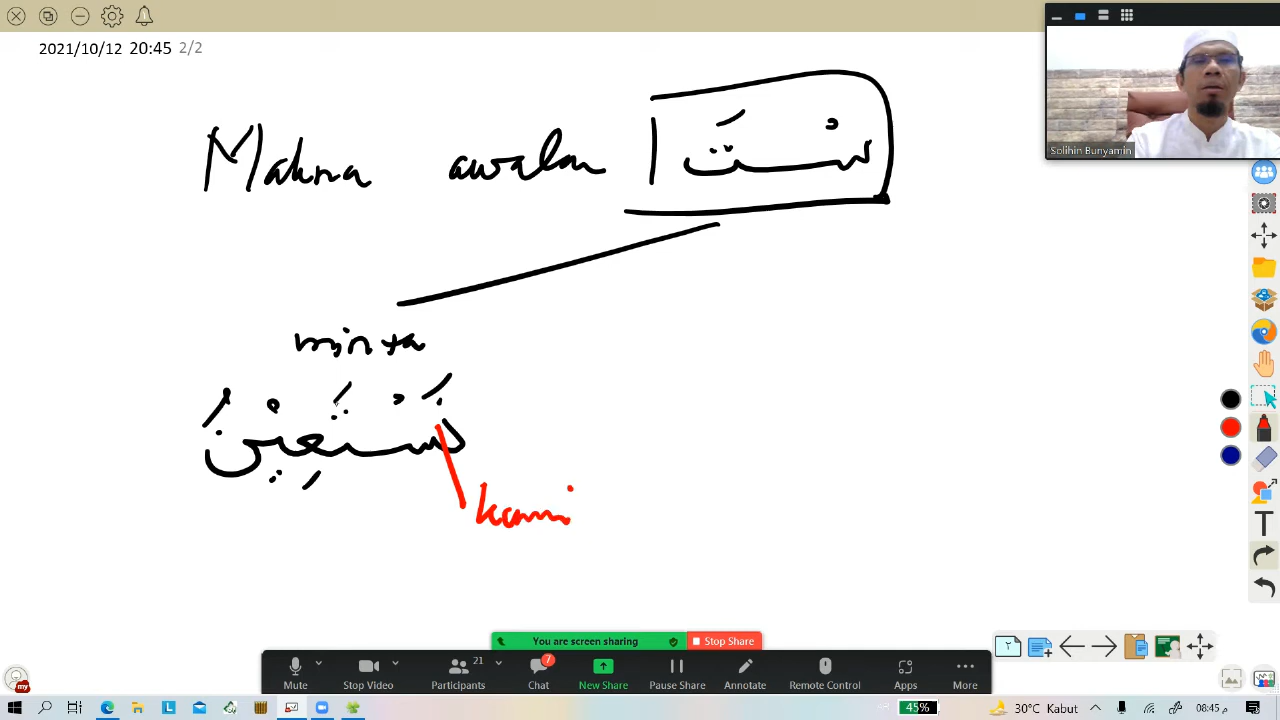 2021/10/12 20:45 2/2
Solihin Bunyamin
Makna awalan اسْتَ
minta
نَسْتَعِيْنُ
kami
You are screen sharing
Stop Share
21
7
Mute
Stop Video
Participants
Chat
New Share
Pause Share
Annotate
Remote Control
Apps
More
my
45%
30°C Kabut
08:45 م